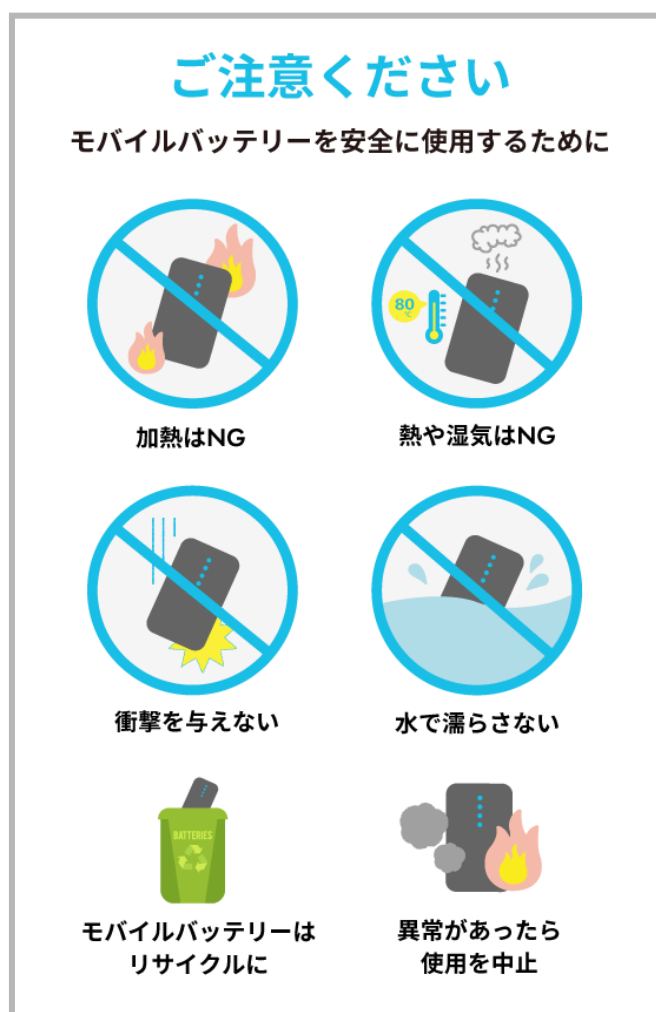 ご注意ください
モバイルバッテリーを安全に使用するために
80
℃
加熱はNG
熱や湿気はNG
衝撃を与えない
水で濡らさない
BATTERIES
モバイルバッテリーは
リサイクルに
異常があったら
使用を中止